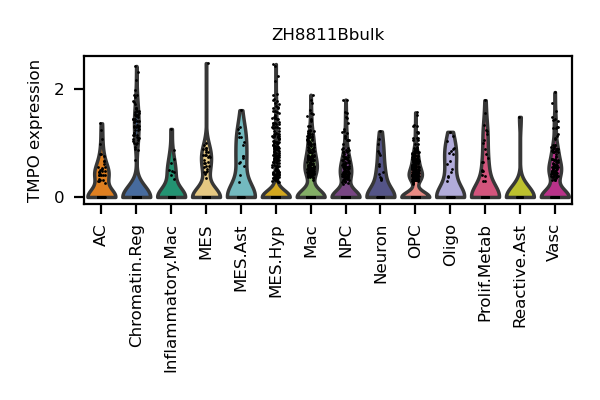 ZH8811Bbulk
TMPO expression
2
0
AC
Chromatin.Reg
Inflammatory.Mac
MES
MES.Ast
MES.Hyp
Mac
NPC
Neuron
OPC
Oligo
Prolif.Metab
Reactive.Ast
Vasc